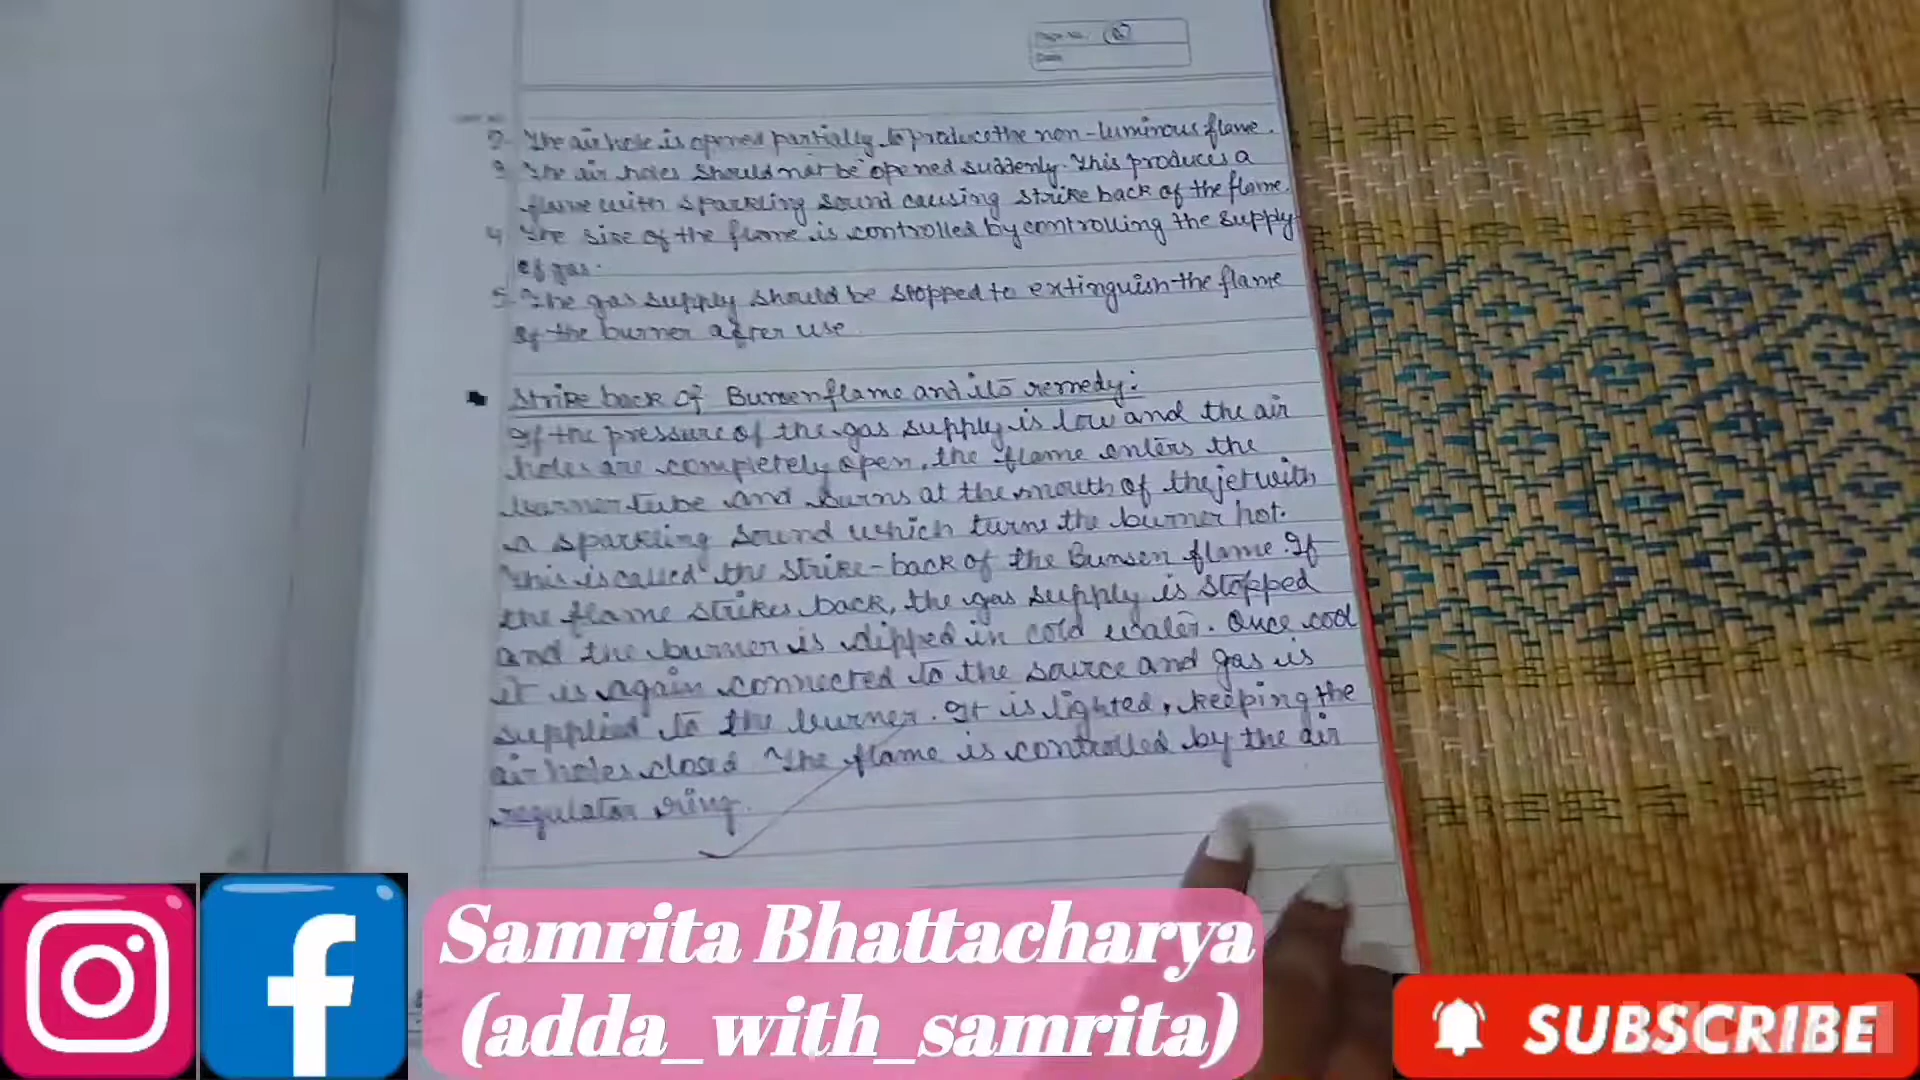 Page No.
Date
2. The air hole is opened partially to produce the non-luminous flame.
3. The air holes should not be opened suddenly. This produces a
flame with sparkling sound causing strike back of the flame.
4. The size of the flame is controlled by controlling the supply
of gas.
5. The gas supply should be stopped to extinguish the flame
of the burner after use
Strike back of Bunsen flame and its remedy:
If the pressure of the gas supply is low and the air
holes are completely open, the flame enters the
burner tube and burns at the mouth of the jet with
a sparkling sound which turns the burner hot.
This is called the strike-back of the Bunsen flame. If
the flame strikes back, the gas supply is stopped
and the burner is dipped in cold water. Once cool
it is again connected to the source and gas is
supplied to the burner. It is lighted, keeping the
air holes closed The flame is controlled by the air
regulator ring.
Samrita Bhattacharya
(adda_with_samrita)
SUBSCRIBE